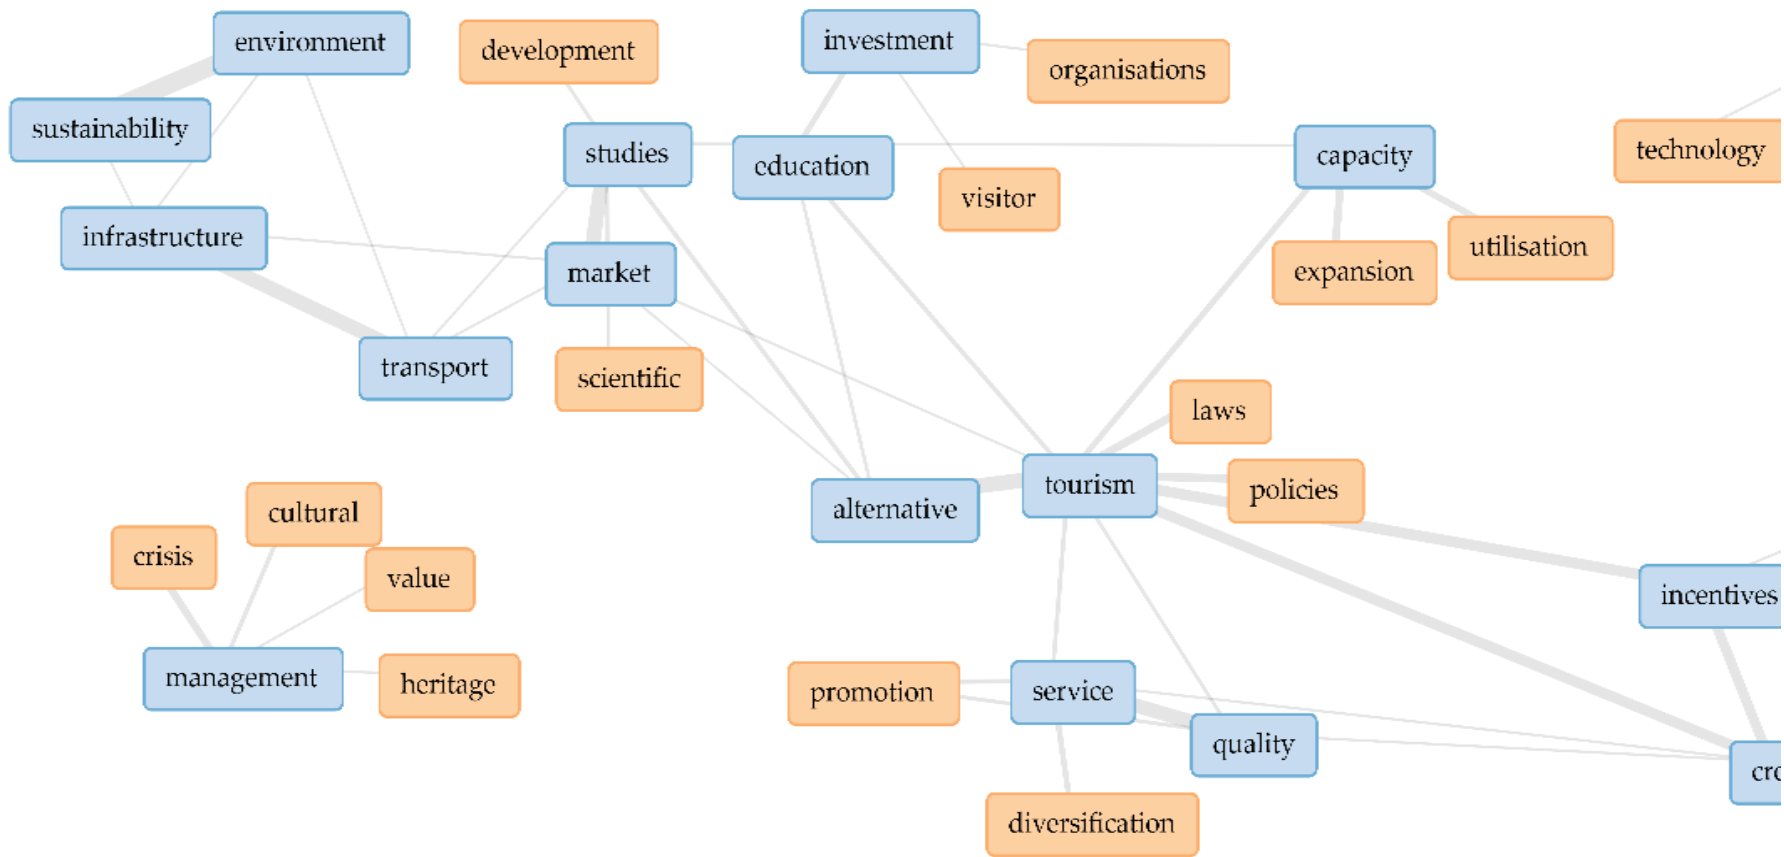 environment
development
investment
organisations
sustainability
studies
education
capacity
technology
visitor
infrastructure
market
expansion
utilisation
transport
scientific
laws
tourism
policies
alternative
cultural
crisis
value
incentives
management
heritage
promotion
service
quality
diversification